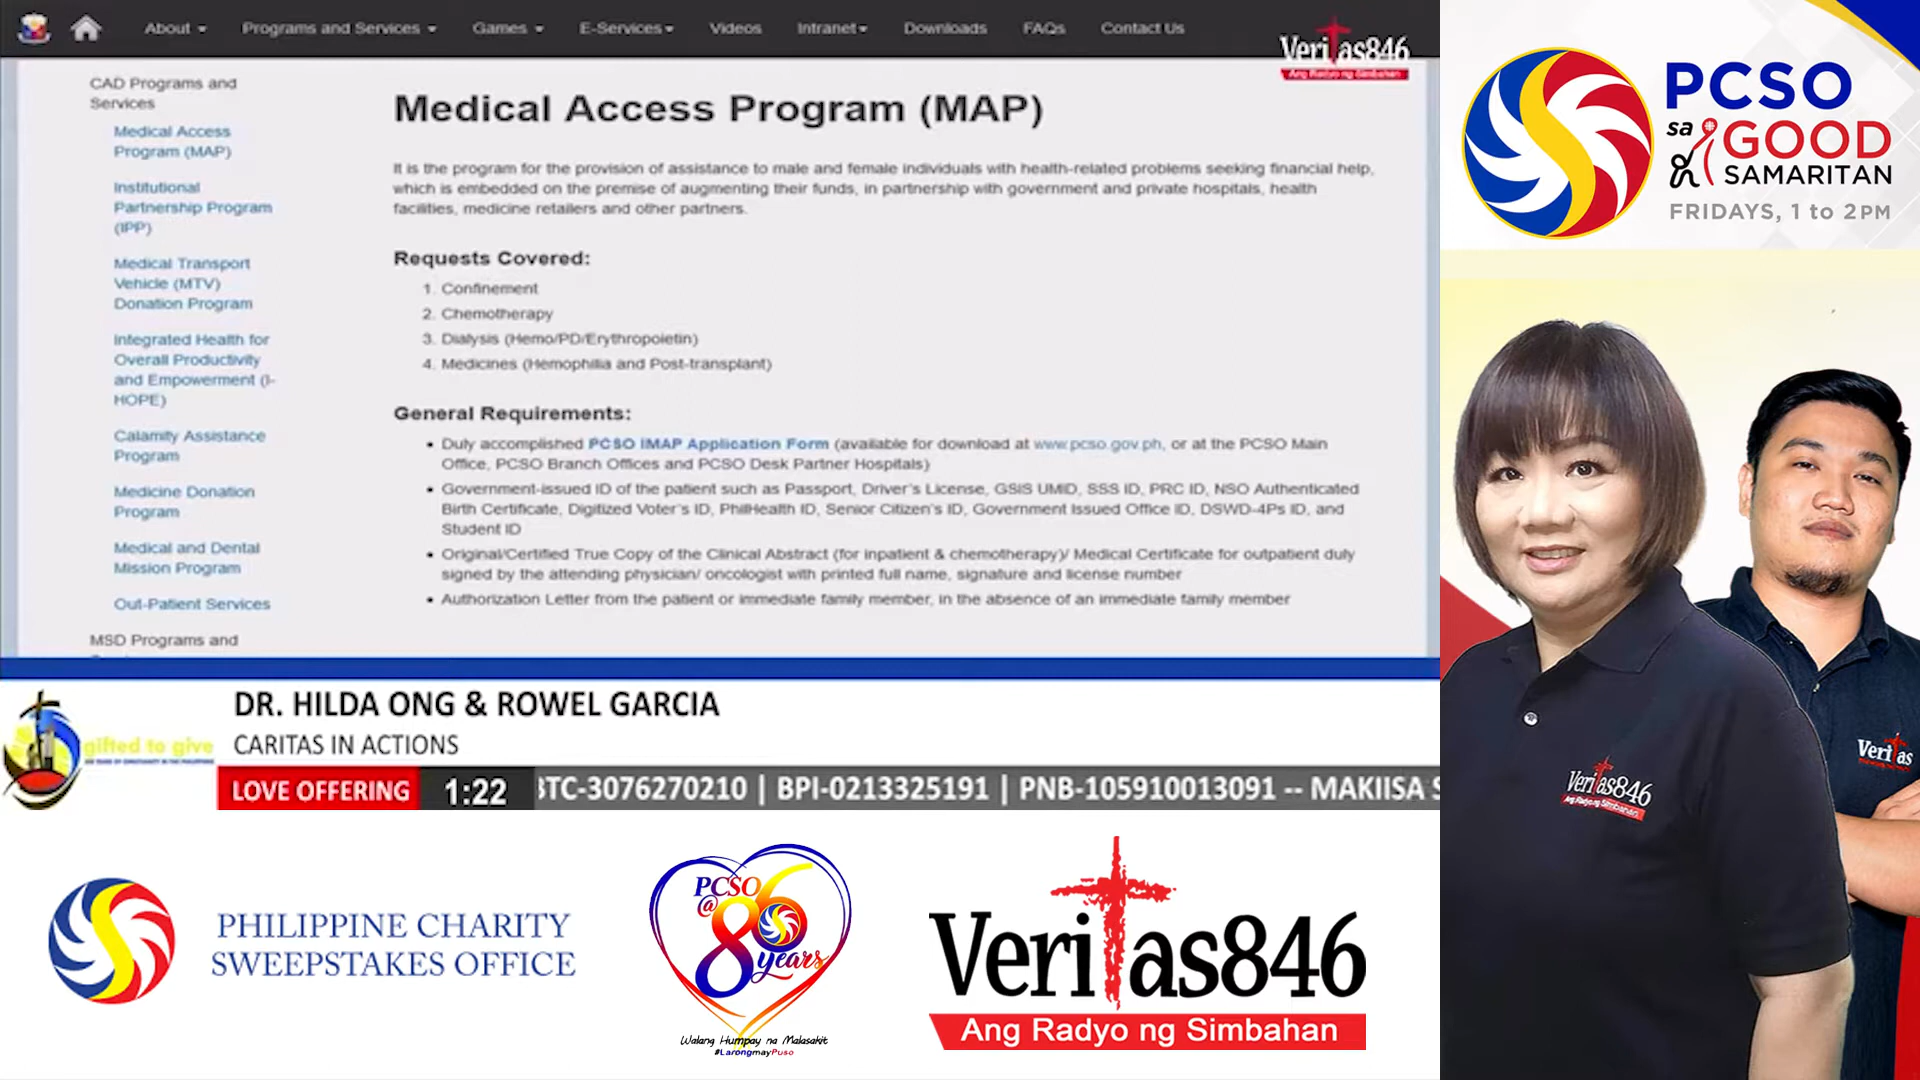 About
Programs and Services
Games
E-Services
Videos
Intranet
Downloads
FAQs
Contact Us
Veritas846
Ang Radyo ng Simbahan
CAD Programs and
Services
Medical Access
Program (MAP)
Institutional
Partnership Program
(IPP)
Medical Transport
Vehicle (MTV)
Donation Program
Integrated Health for
Overall Productivity
and Empowerment (I-
HOPE)
Calamity Assistance
Program
Medicine Donation
Program
Medical and Dental
Mission Program
Out-Patient Services
MSD Programs and
Medical Access Program (MAP)
It is the program for the provision of assistance to male and female individuals with health-related problems seeking financial help,
which is embedded on the premise of augmenting their funds, in partnership with government and private hospitals, health
facilities, medicine retailers and other partners.
Requests Covered:
1. Confinement
2. Chemotherapy
3. Dialysis (Hemo/PD/Erythropoietin)
4. Medicines (Hemophilia and Post-transplant)
General Requirements:
• Duly accomplished PCSO IMAP Application Form (available for download at www.pcso.gov.ph, or at the PCSO Main
Office, PCSO Branch Offices and PCSO Desk Partner Hospitals)
• Government-issued ID of the patient such as Passport, Driver's License, GSIS UMID, SSS ID, PRC ID, NSO Authenticated
Birth Certificate, Digitized Voter's ID, PhilHealth ID, Senior Citizen's ID, Government Issued Office ID, DSWD-4Ps ID, and
Student ID
• Original/Certified True Copy of the Clinical Abstract (for inpatient & chemotherapy)/ Medical Certificate for outpatient duly
signed by the attending physician/ oncologist with printed full name, signature and license number
• Authorization Letter from the patient or immediate family member, in the absence of an immediate family member
PCSO
sa GOOD
SAMARITAN
FRIDAYS, 1 to 2PM
Veritas846
Ang Radyo ng Simbahan
Veritas
gifted to give
DR. HILDA ONG & ROWEL GARCIA
CARITAS IN ACTIONS
LOVE OFFERING
1:22
BTC-3076270210 | BPI-0213325191 | PNB-105910013091 -- MAKIISA S
PHILIPPINE CHARITY
SWEEPSTAKES OFFICE
PCSO
@
86
years
Walang Humpay na Malasakit
#LarongmayPuso
Veritas846
Ang Radyo ng Simbahan